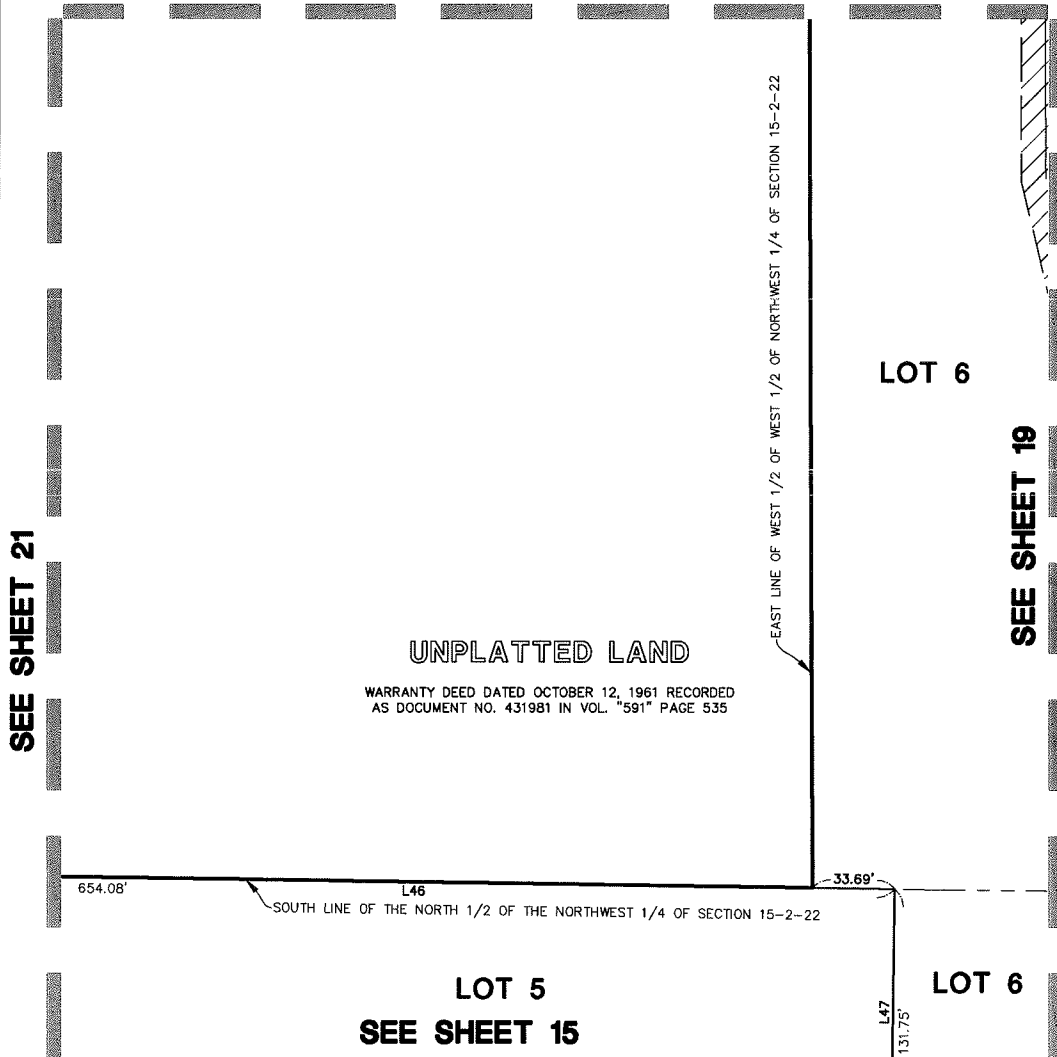 EAST LINE OF WEST 1/2 OF WEST 1/2 OF NORTHWEST 1/4 OF SECTION 15-2-22
LOT 6
SEE SHEET 19
SEE SHEET 21
UNPLATTED LAND
WARRANTY DEED DATED OCTOBER 12, 1961 RECORDED
AS DOCUMENT NO. 431981 IN VOL. "591" PAGE 535
654.08'
L46
33.69'
SOUTH LINE OF THE NORTH 1/2 OF THE NORTHWEST 1/4 OF SECTION 15-2-22
LOT 5
SEE SHEET 15
LOT 6
L47
131.75'